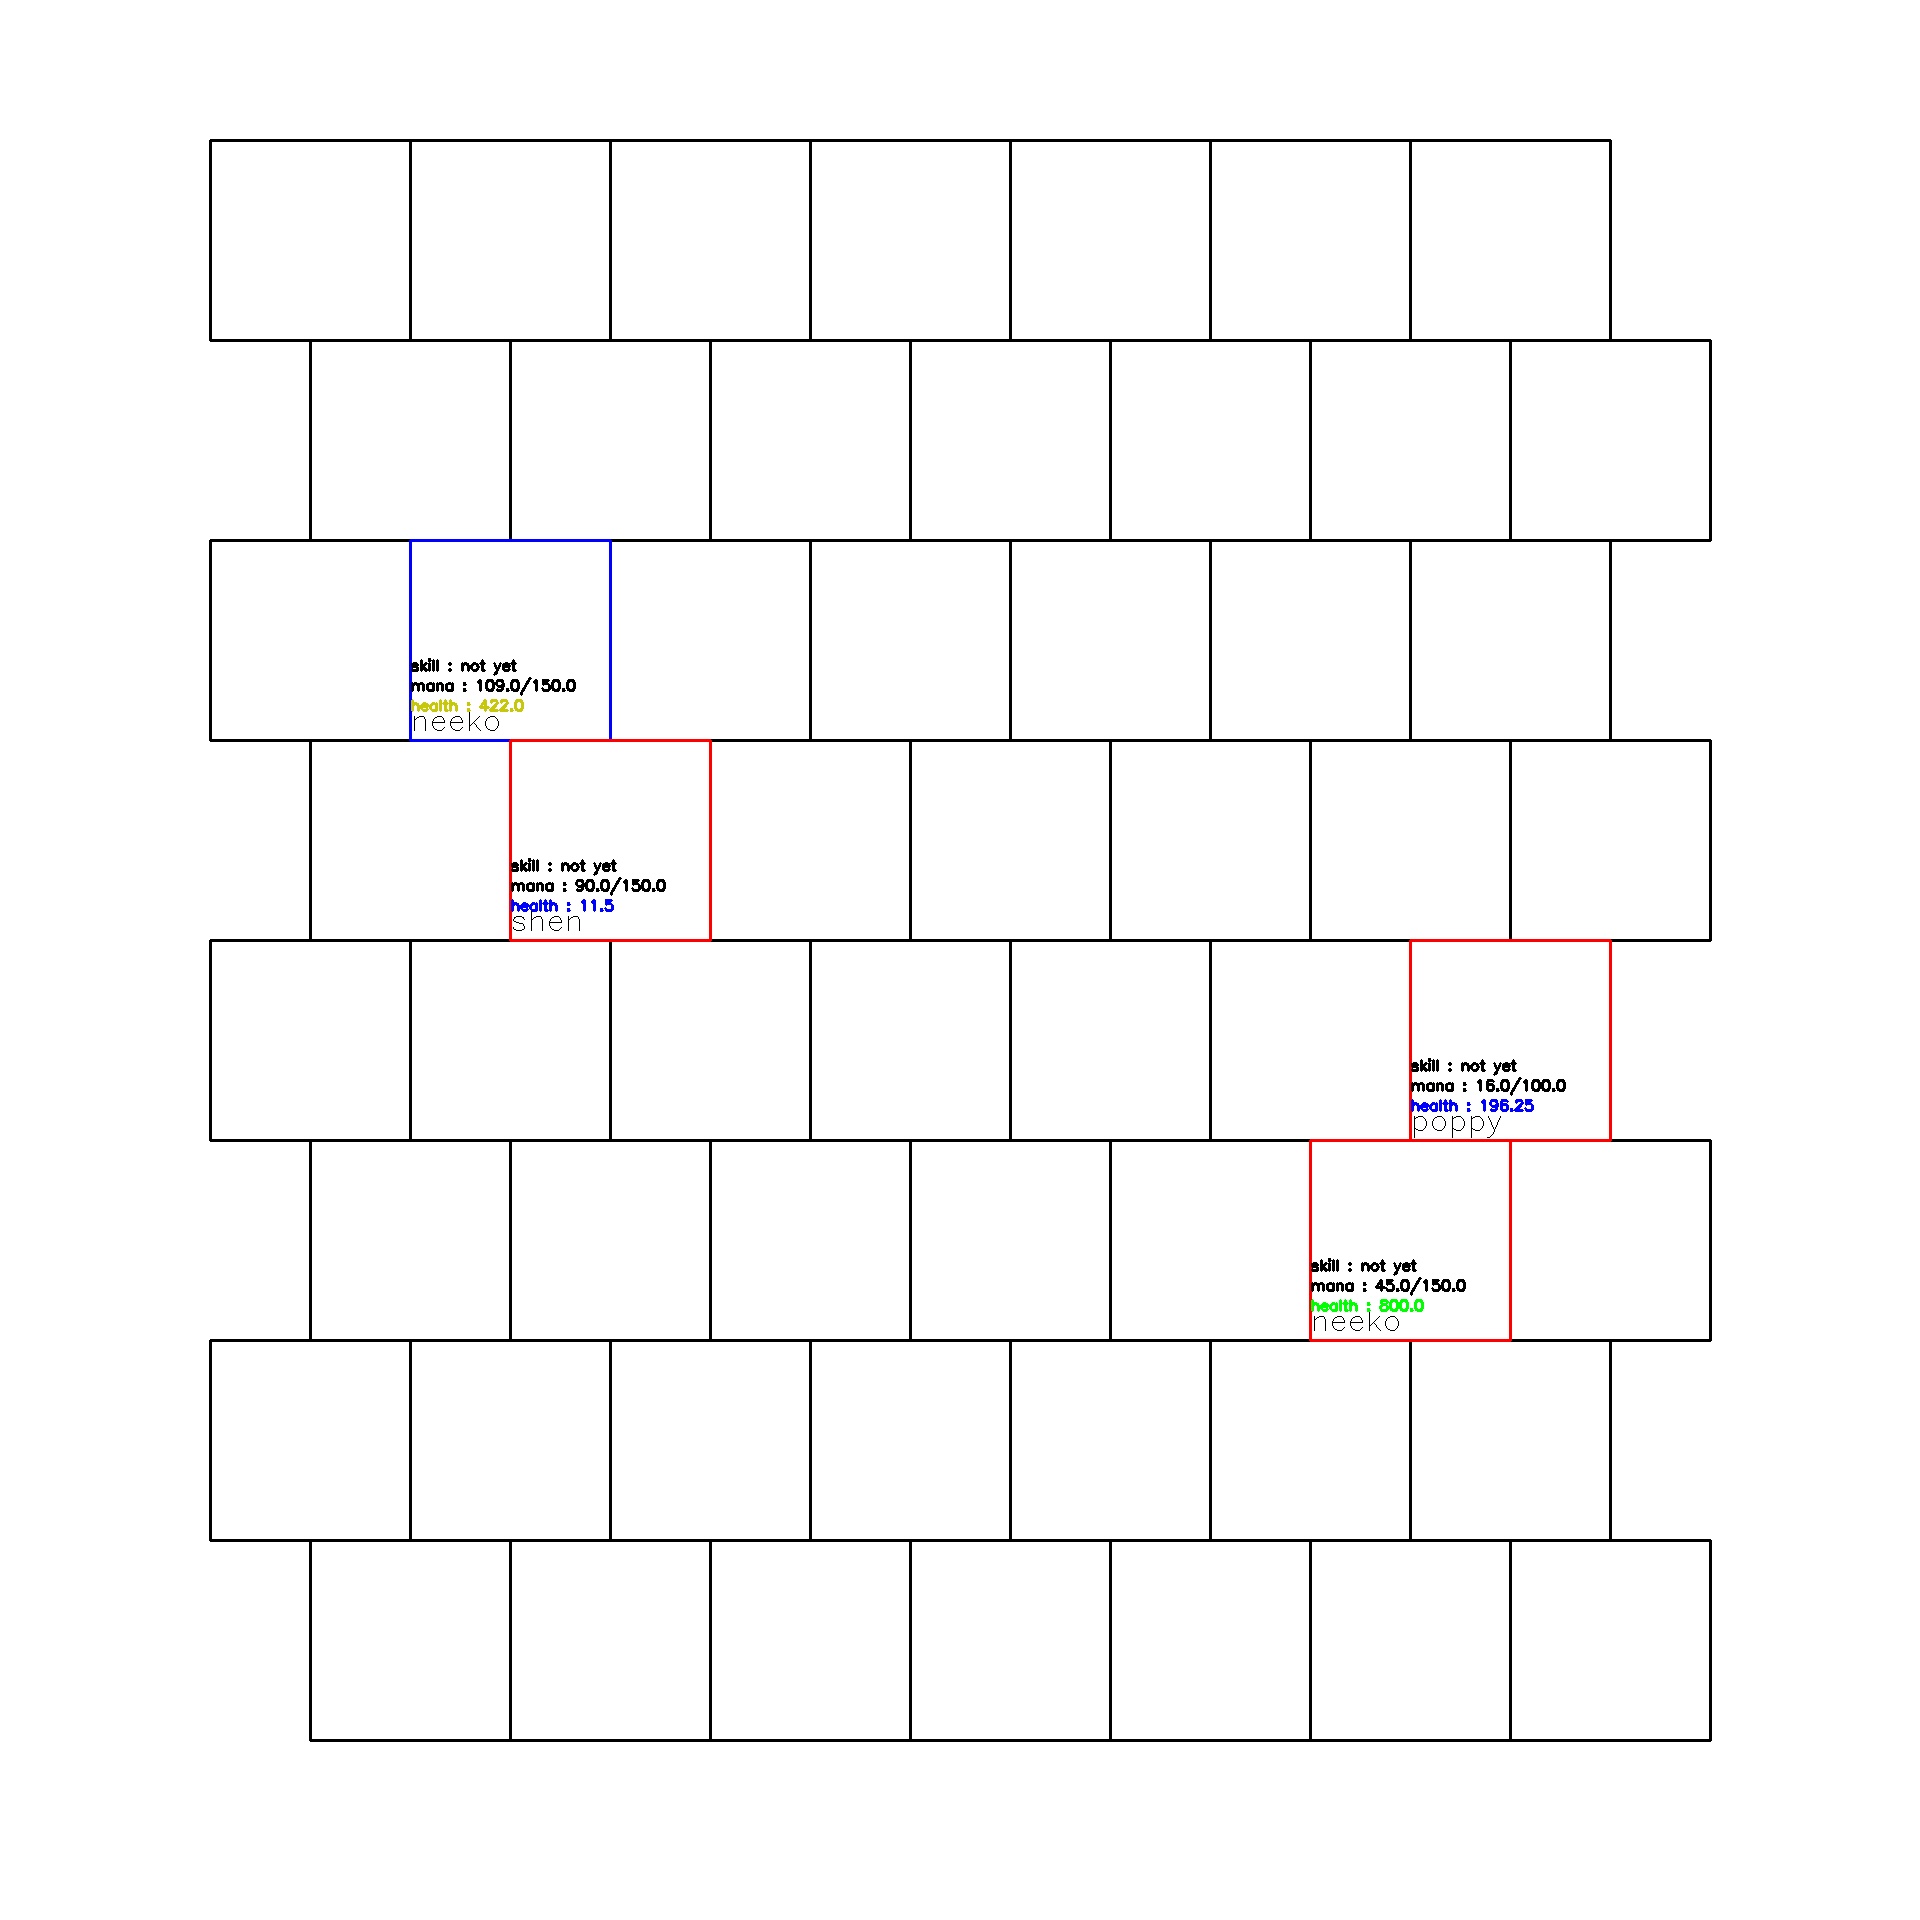 skill : not yet
mana : 109.0/150.0
health : 422.0
neeko
skill : not yet
mana : 90.0/150.0
health : 11.5
shen
skill : not yet
mana : 16.0/100.0
health : 196.25
poppy
skill : not yet
mana : 45.0/150.0
health : 800.0
neeko